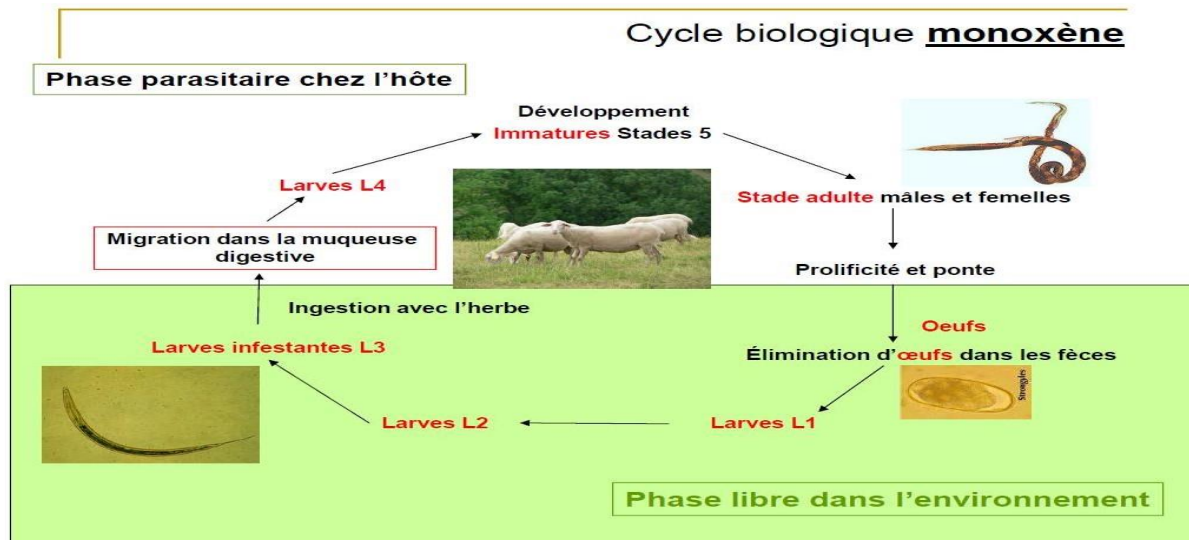 Cycle biologique monoxène
Phase parasitaire chez l'hôte
Développement
Immatures Stades 5
Larves L4
Stade adulte mâles et femelles
Migration dans la muqueuse
digestive
Prolificité et ponte
Ingestion avec l'herbe
Oeufs
Larves infestantes L3
Élimination d'œufs dans les fèces
Strongyles
Larves L2
Larves L1
Phase libre dans l'environnement